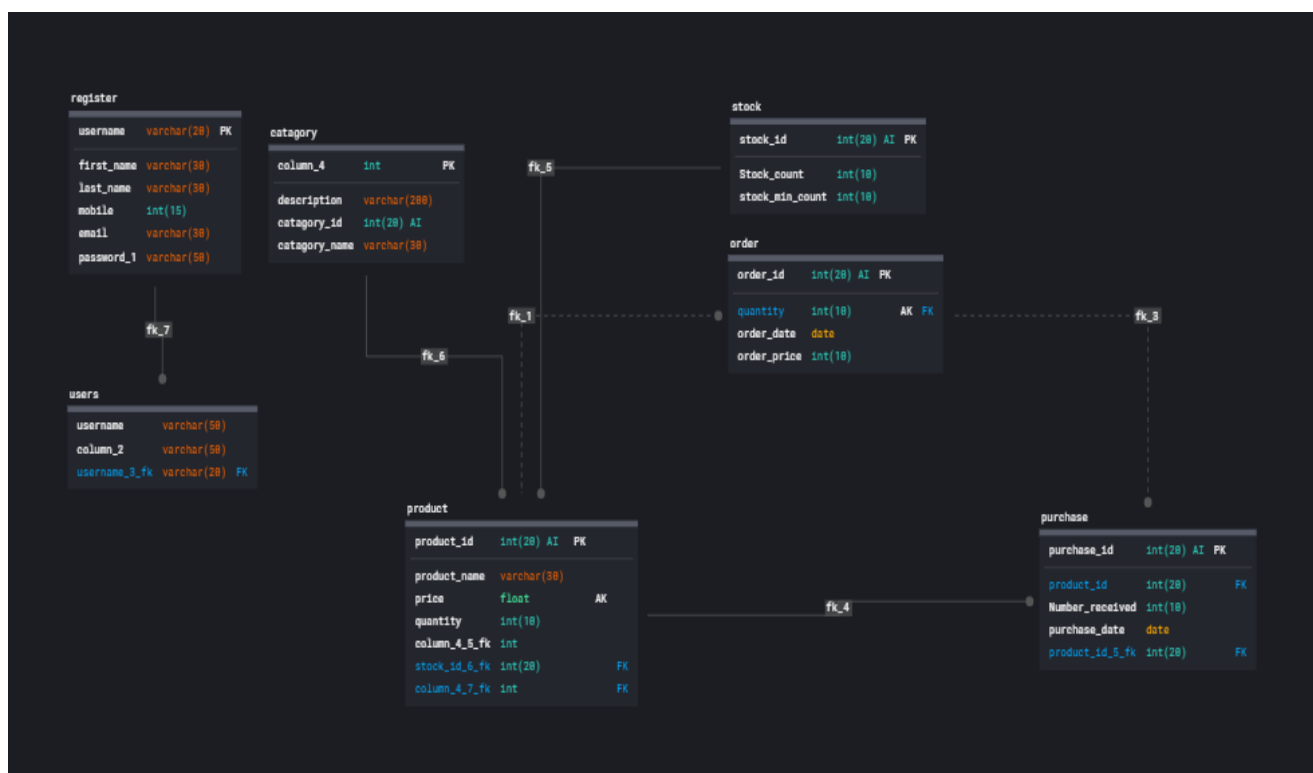 register
username varchar(20) PK
first_name varchar(30)
last_name varchar(30)
mobile int(15)
email varchar(30)
password_1 varchar(50)
fk_7
users
username varchar(50)
column_2 varchar(50)
username_3_fk varchar(20) FK
catagory
column_4 int PK
description varchar(200)
catagory_id int(20) AI
catagory_name varchar(30)
fk_6
fk_5
fk_1
stock
stock_id int(20) AI PK
Stock_count int(10)
stock_min_count int(10)
order
order_id int(20) AI PK
quantity int(10) AK FK
order_date date
order_price int(10)
fk_3
product
product_id int(20) AI PK
product_name varchar(30)
price float AK
quantity int(10)
column_4_5_fk int
stock_id_6_fk int(20) FK
column_4_7_fk int FK
fk_4
purchase
purchase_id int(20) AI PK
product_id int(20) FK
Number_received int(10)
purchase_date date
product_id_5_fk int(20) FK